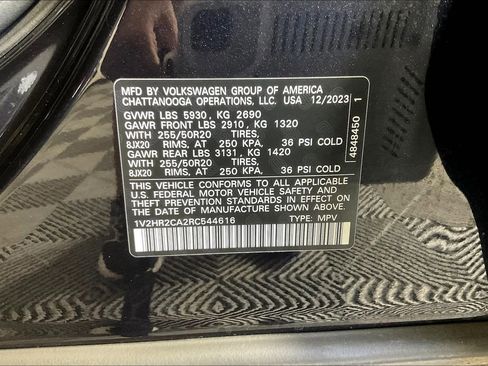 MFD BY VOLKSWAGEN GROUP OF AMERICA
CHATTANOOGA OPERATIONS, LLC. USA 12/2023
GVWR LBS 5930, KG 2690
GAWR FRONT LBS 2910, KG 1320
WITH 255/50R20 TIRES,
8JX20 RIMS, AT 250 KPA, 36 PSI COLD
GAWR REAR LBS 3131, KG 1420
WITH 255/50R20 TIRES,
8JX20 RIMS, AT 250 KPA, 36 PSI COLD
THIS VEHICLE CONFORMS TO ALL APPLICABLE
U.S. FEDERAL MOTOR VEHICLE SAFETY AND
THEFT PREVENTION STANDARDS IN EFFECT ON
THE DATE OF MANUFACTURE SHOWN ABOVE.
1V2HR2CA2RC544616 TYPE: MPV
4848450 1